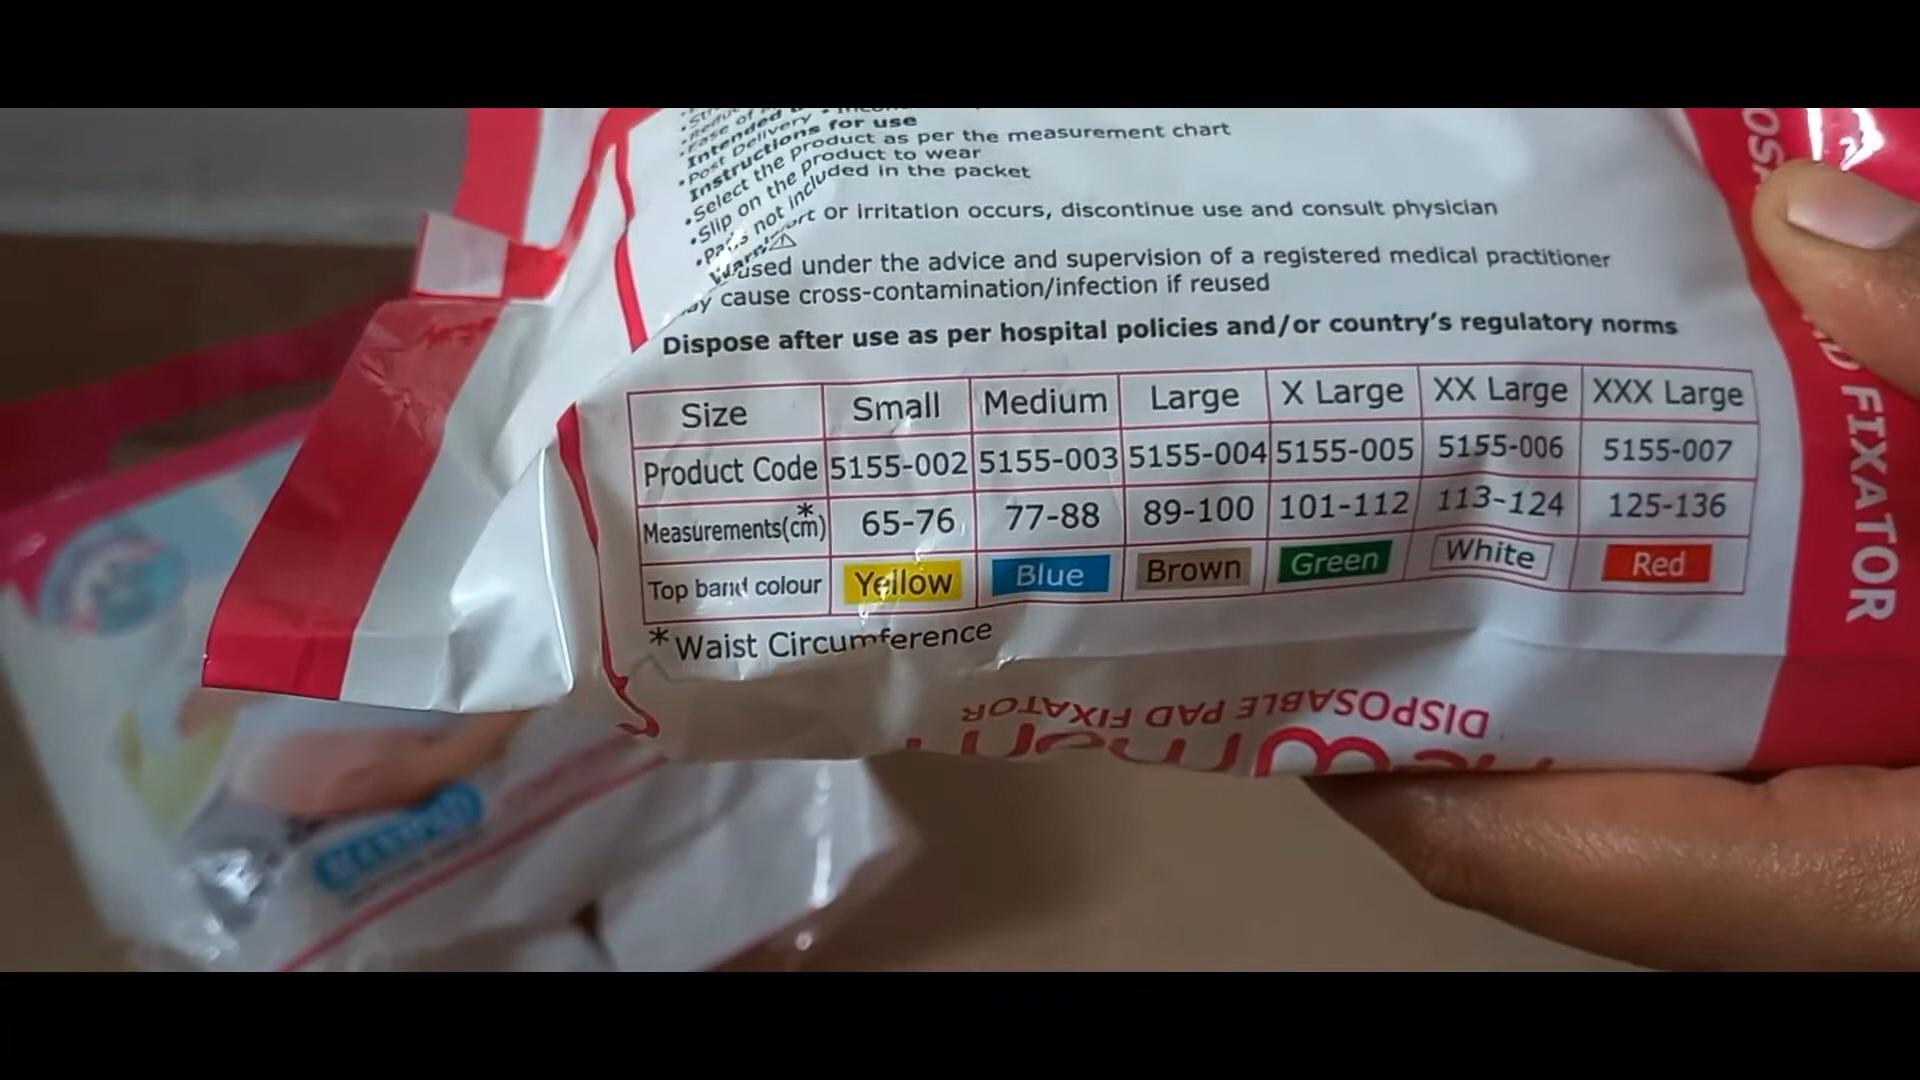 Intended
•Post Delivery •
Instructions for use
•Select the product as per the measurement chart
•Slip on the product to wear
•Pads not included in the packet
or irritation occurs, discontinue use and consult physician
used under the advice and supervision of a registered medical practitioner
cause cross-contamination/infection if reused
Dispose after use as per hospital policies and/or country's regulatory norms
Size Small Medium Large X Large XX Large XXX Large
Product Code 5155-002 5155-003 5155-004 5155-005 5155-006 5155-007
Measurements(cm)* 65-76 77-88 89-100 101-112 113-124 125-136
Top band colour Yellow Blue Brown Green White Red
*Waist Circumference
DISPOSABLE PAD FIXATOR
FIXATOR